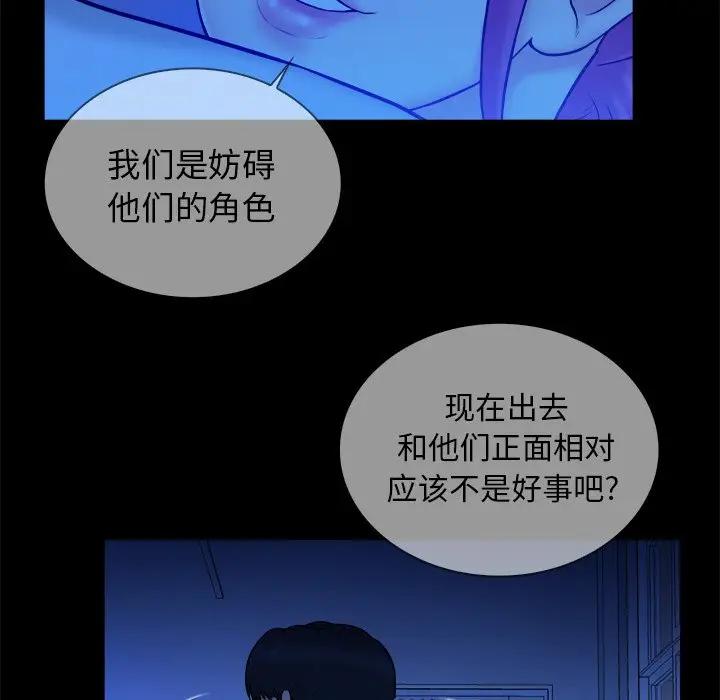 我们是妨碍
他们的角色
现在出去
和他们正面相对
应该不是好事吧?